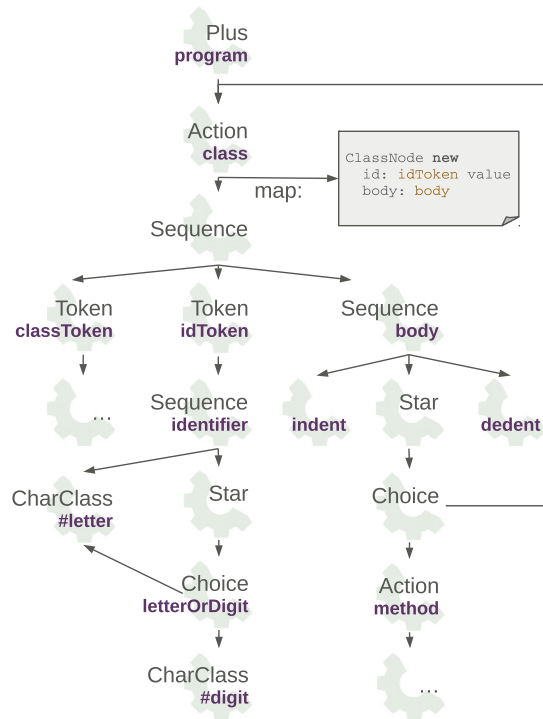 Plus
program
Action
class
map:
ClassNode new
id: idToken value
body: body
Sequence
Token
classToken
Token
idToken
Sequence
body
...
Sequence
identifier
indent
Star
dedent
CharClass
#letter
Star
Choice
Choice
letterOrDigit
Action
method
CharClass
#digit
...